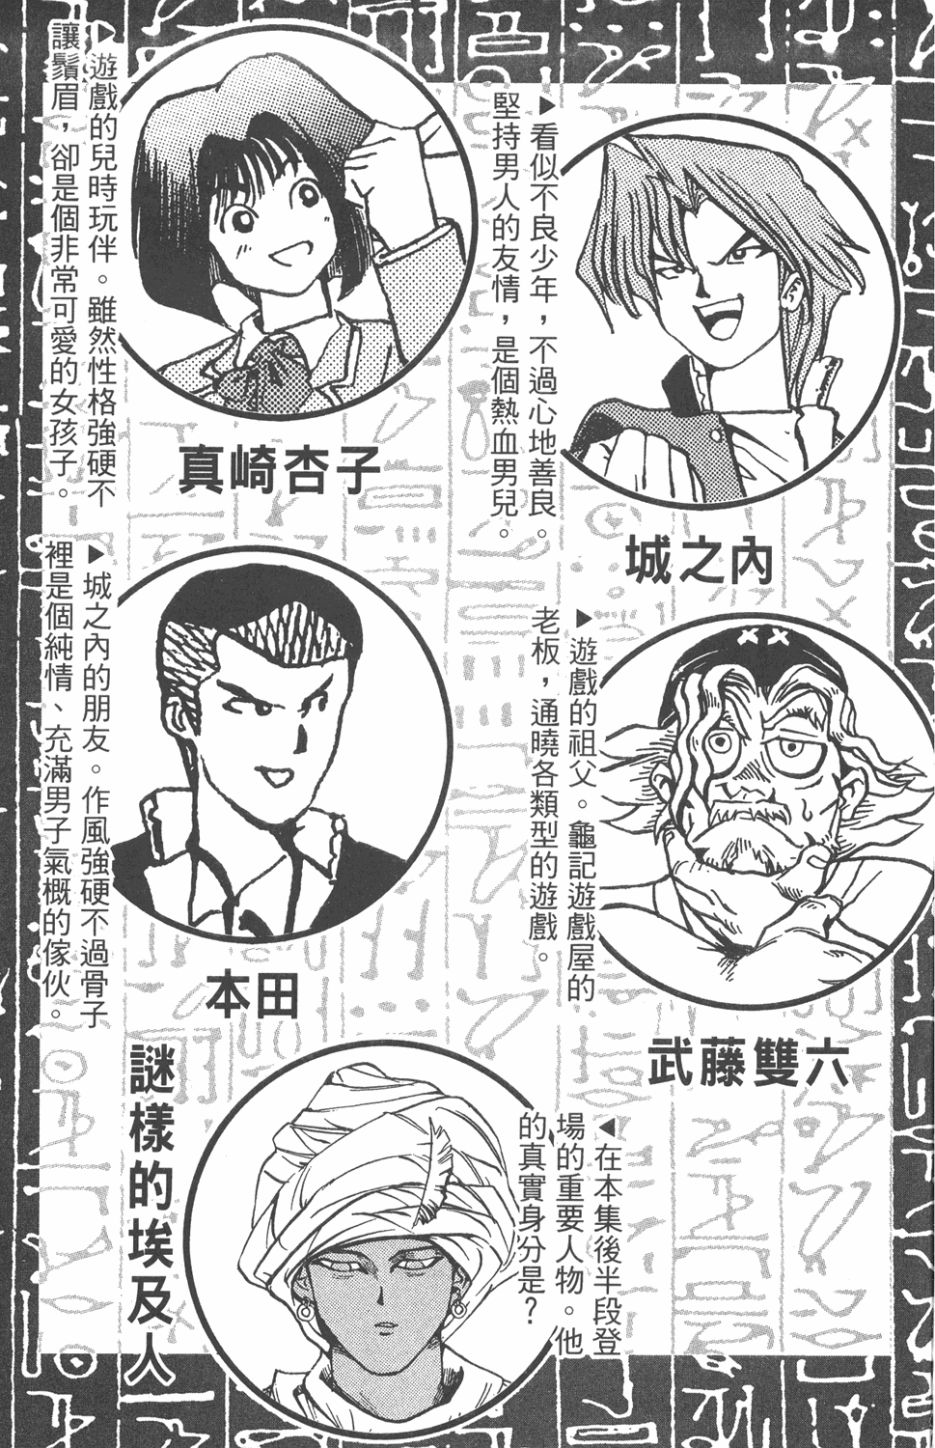 ▶看似不良少年，不過心地善良。
堅持男人的友情，是個熱血男兒。
城之內
▶遊戲的兒時玩伴。雖然性格強硬不
讓鬚眉，卻是個非常可愛的女孩子。
真崎杏子
▶遊戲的祖父。龜記遊戲屋的
老板，通曉各類型的遊戲。
武藤雙六
▶城之內的朋友。作風強硬不過骨子
裡是個純情、充滿男子氣概的傢伙。
本田
◀在本集後半段登
場的重要人物。他
的真實身分是？
謎樣的埃及人